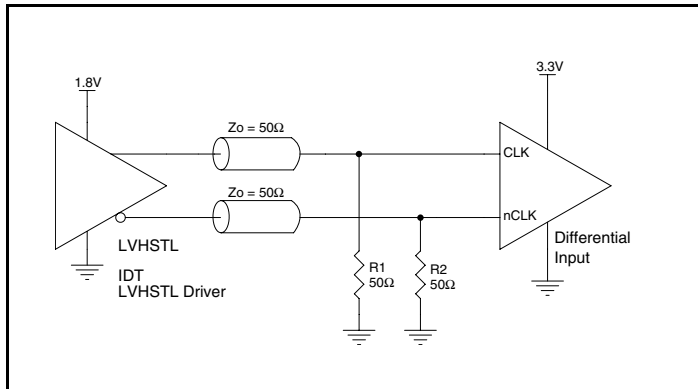 3.3V
1.8V
Zo = 50Ω
CLK
Zo = 50Ω
nCLK
LVHSTL
Differential
Input
IDT
LVHSTL Driver
R1
50Ω
R2
50Ω